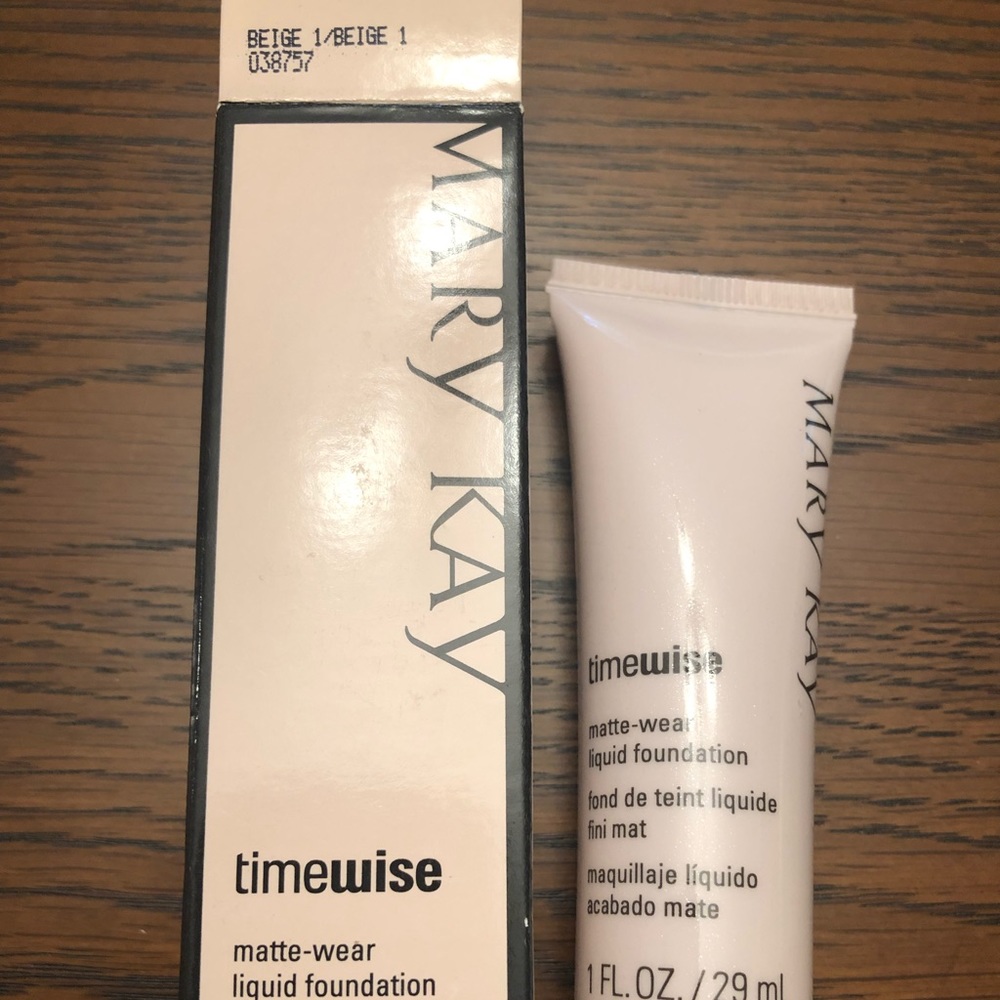 BEIGE 1/BEIGE 1
038757
MARY KAY
timewise
matte-wear
liquid foundation
MARY KAY
timewise
matte-wear
liquid foundation
fond de teint liquide
fini mat
maquillaje líquido
acabado mate
1 FL. OZ. / 29 ml